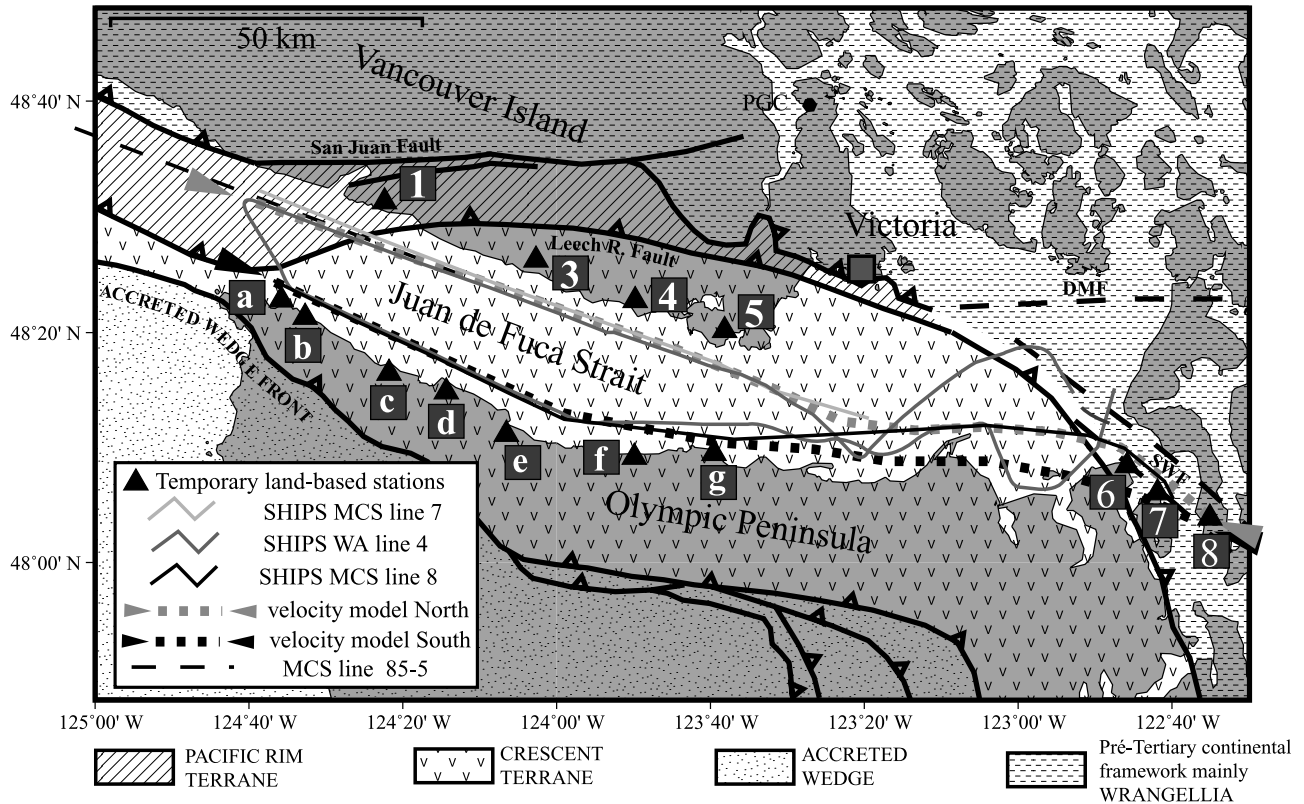 50 km
Vancouver Island
48°40' N
PGC
San Juan Fault
1
Victoria
Leech R. Fault
3
4
5
DMF
a
b
c
d
e
f
g
48°20' N
ACCRETED WEDGE FRONT
Juan de Fuca Strait
SWF
6
7
8
Olympic Peninsula
48°00' N
Temporary land-based stations
SHIPS MCS line 7
SHIPS WA line 4
SHIPS MCS line 8
velocity model North
velocity model South
MCS line 85-5
125°00' W
124°40' W
124°20' W
124°00' W
123°40' W
123°20' W
123°00' W
122°40' W
PACIFIC RIM
TERRANE
CRESCENT
TERRANE
ACCRETED
WEDGE
Pré-Tertiary continental
framework mainly
WRANGELLIA